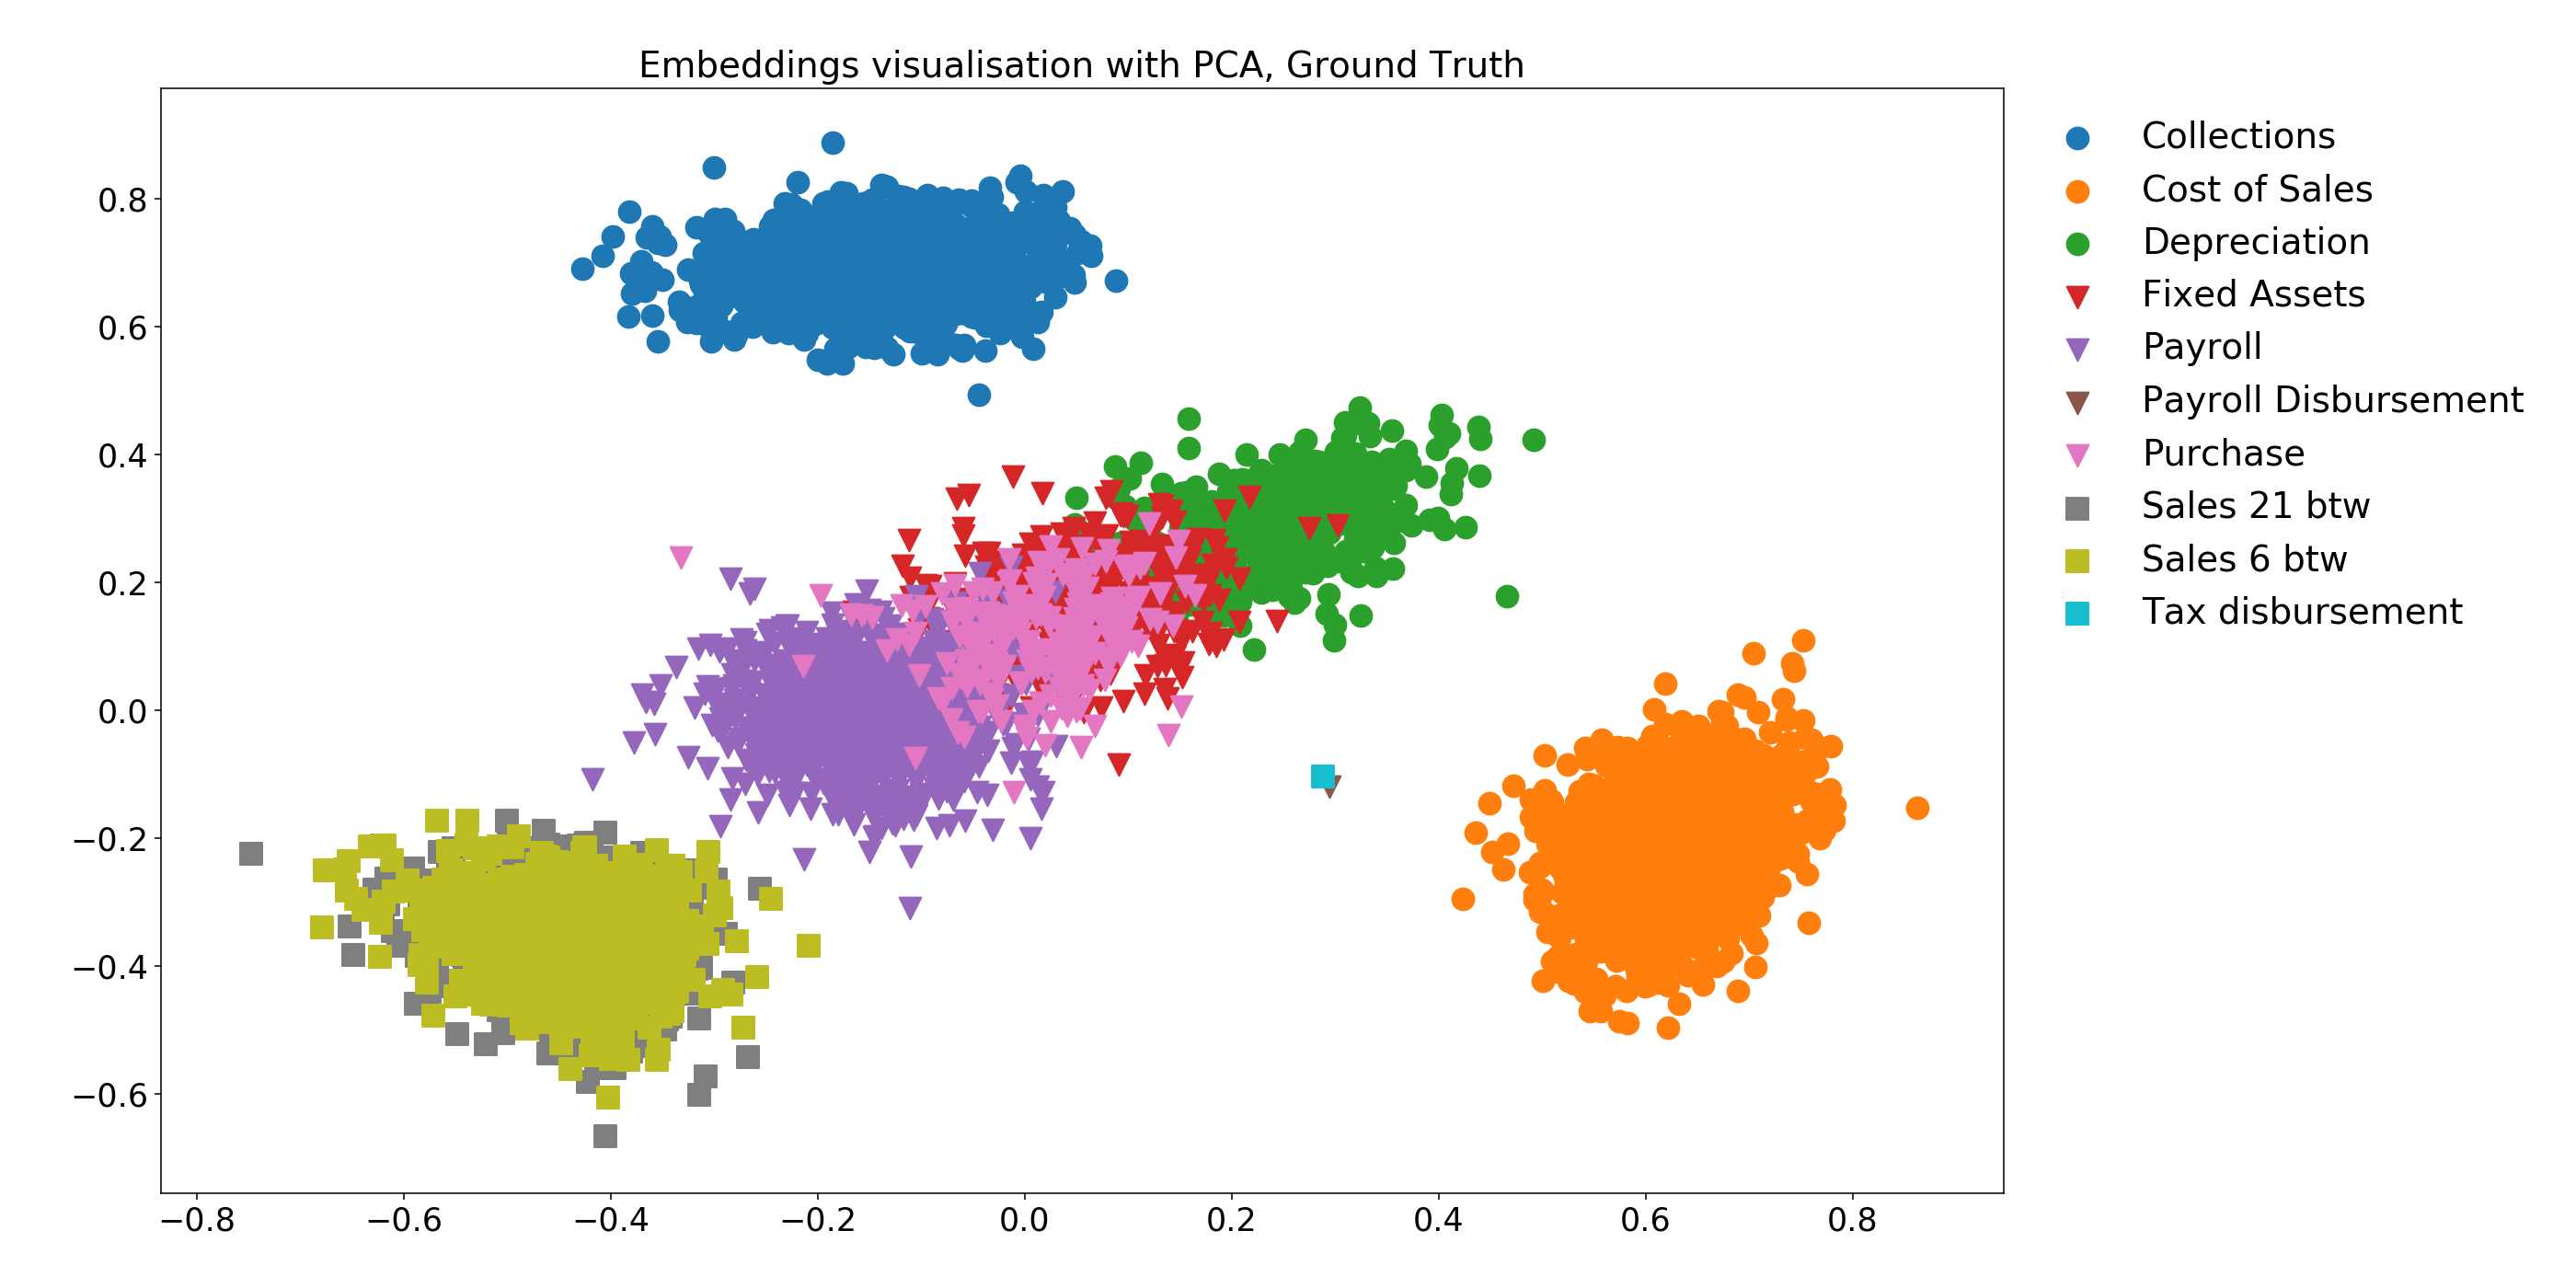 Embeddings visualisation with PCA, Ground Truth
Collections
Cost of Sales
Depreciation
Fixed Assets
Payroll
Payroll Disbursement
Purchase
Sales 21 btw
Sales 6 btw
Tax disbursement
0.8
0.6
0.4
0.2
0.0
−0.2
−0.4
−0.6
−0.8 −0.6 −0.4 −0.2 0.0 0.2 0.4 0.6 0.8